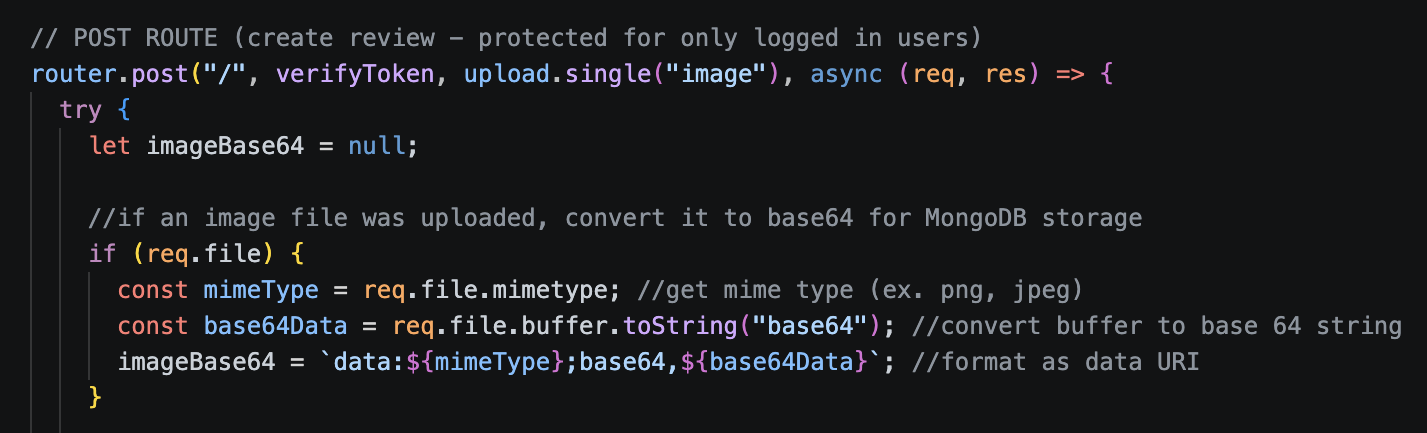 // POST ROUTE (create review – protected for only logged in users)
router.post("/", verifyToken, upload.single("image"), async (req, res) => {
try {
let imageBase64 = null;
//if an image file was uploaded, convert it to base64 for MongoDB storage
if (req.file) {
const mimeType = req.file.mimetype; //get mime type (ex. png, jpeg)
const base64Data = req.file.buffer.toString("base64"); //convert buffer to base 64 string
imageBase64 = `data:${mimeType};base64,${base64Data}`; //format as data URI
}